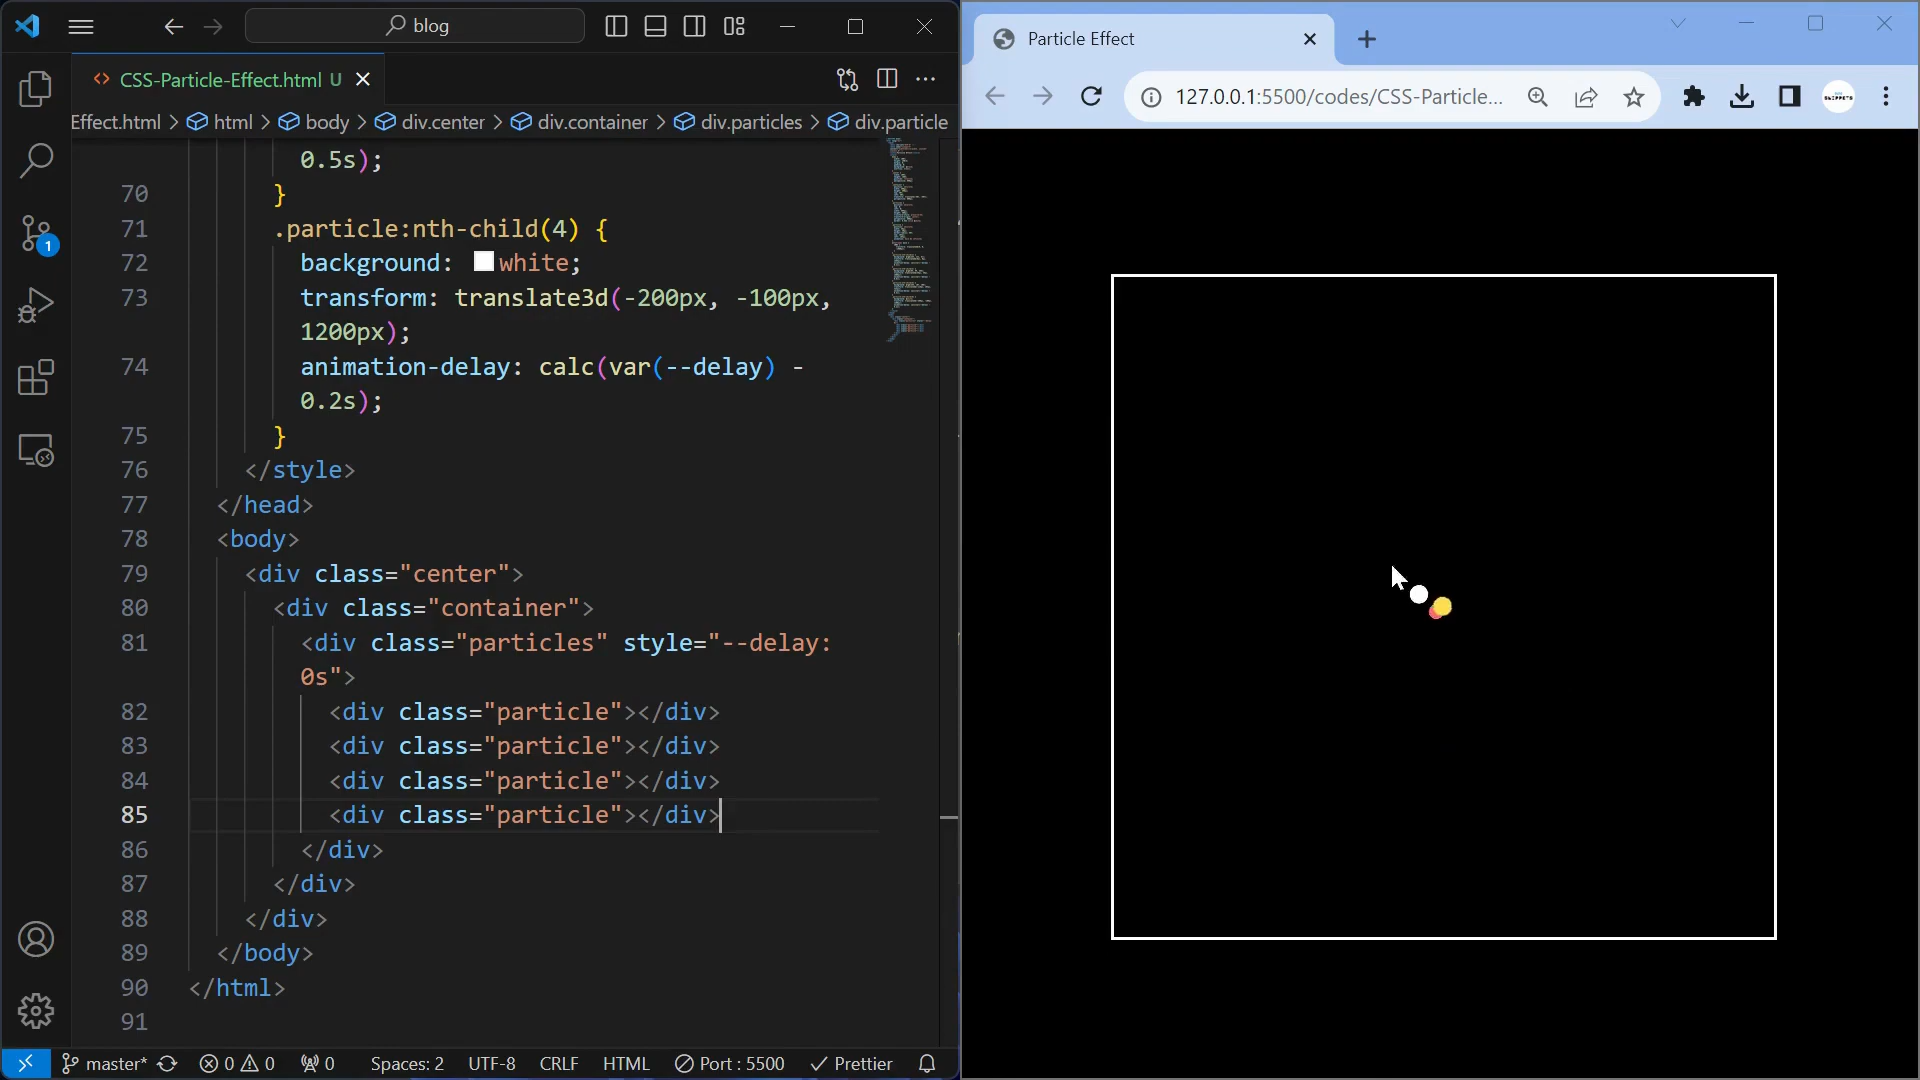 blog
CSS-Particle-Effect.html U
Effect.html > html > body > div.center > div.container > div.particles > div.particle
0.5s);
70 }
71 .particle:nth-child(4) {
72 background: white;
73 transform: translate3d(-200px, -100px,
1200px);
74 animation-delay: calc(var(--delay) -
0.2s);
75 }
76 </style>
77 </head>
78 <body>
79 <div class="center">
80 <div class="container">
81 <div class="particles" style="--delay:
0s">
82 <div class="particle"></div>
83 <div class="particle"></div>
84 <div class="particle"></div>
85 <div class="particle"></div>
86 </div>
87 </div>
88 </div>
89 </body>
90 </html>
91
1
master* 0 0 0 Spaces: 2 UTF-8 CRLF HTML Port : 5500 Prettier
Particle Effect
127.0.0.1:5500/codes/CSS-Particle...